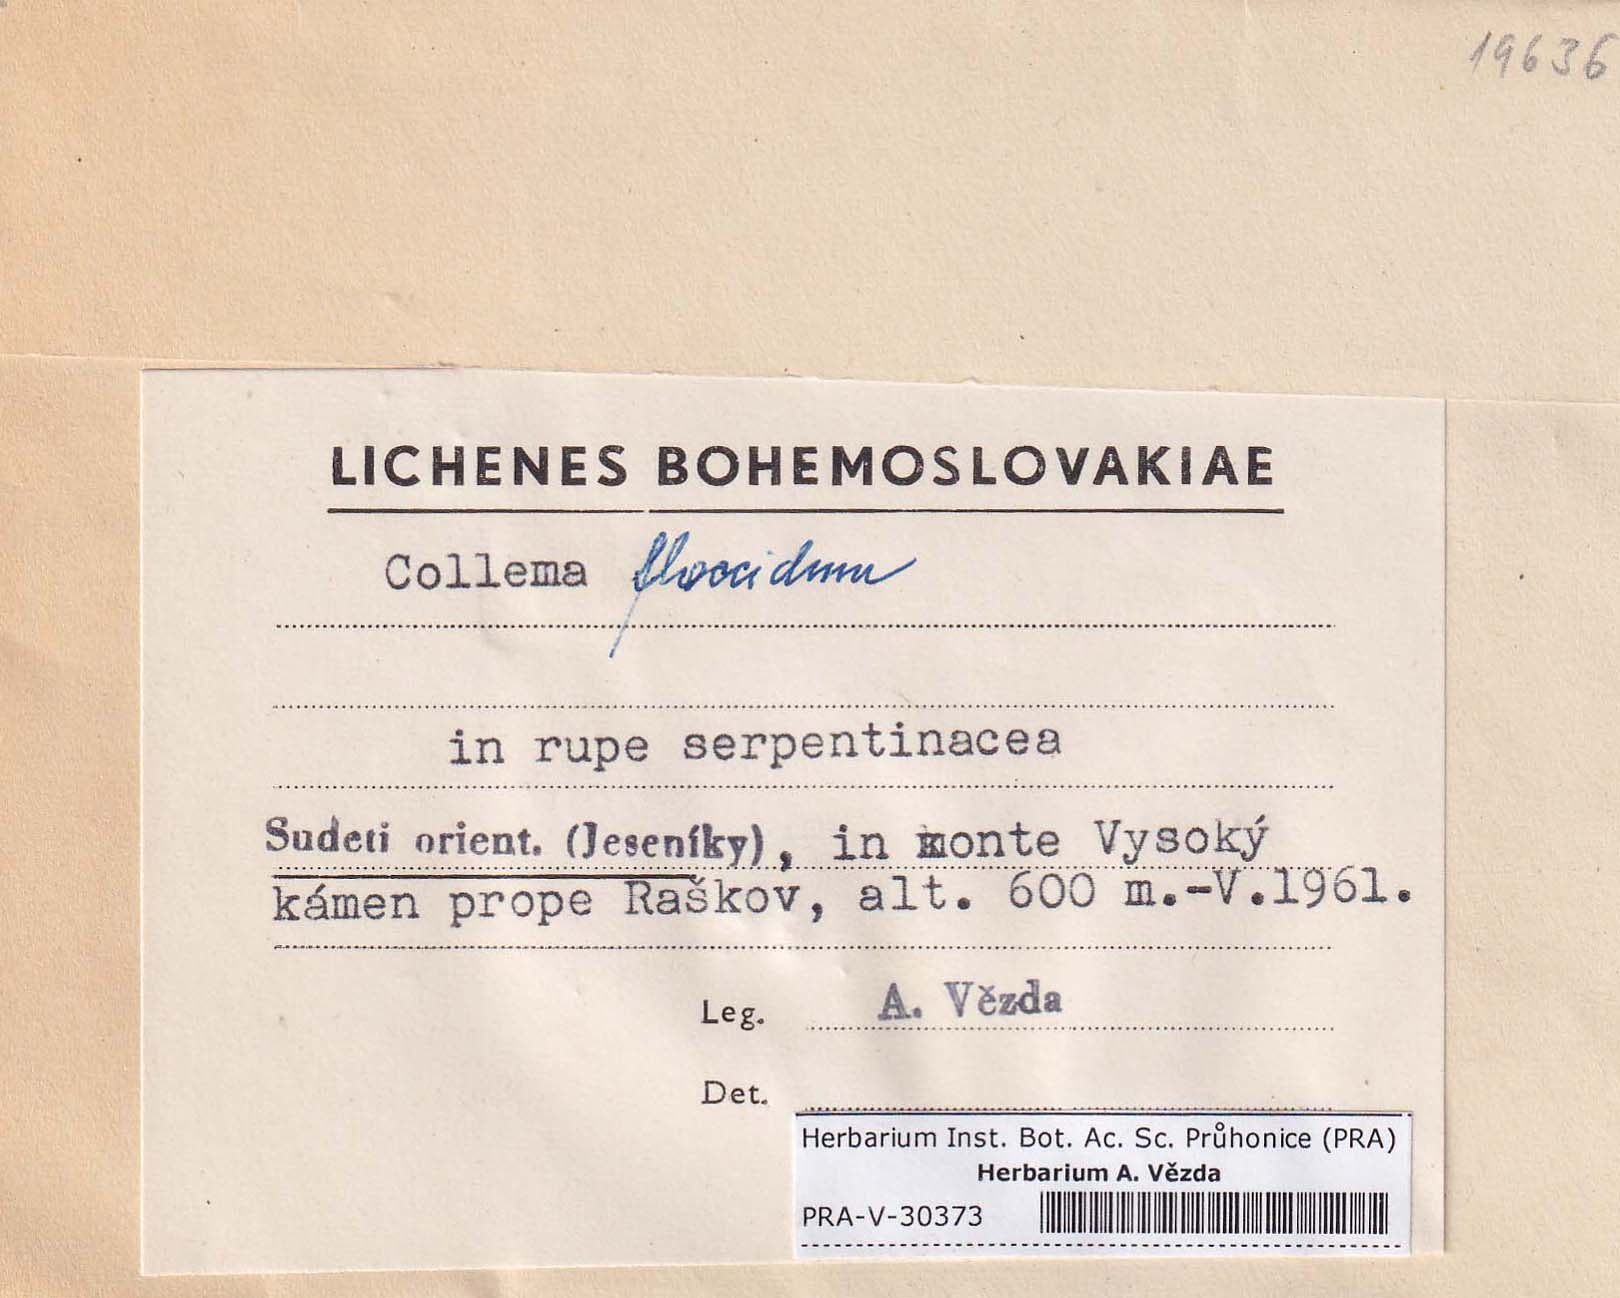 19636
LICHENES BOHEMOSLOVAKIAE
Collema flaccidum
in rupe serpentinacea
Sudeti orient. (Jeseníky), in monte Vysoký
kámen prope Raškov, alt. 600 m.-V.1961.
Leg. A. Vězda
Det.
Herbarium Inst. Bot. Ac. Sc. Průhonice (PRA)
Herbarium A. Vězda
PRA-V-30373